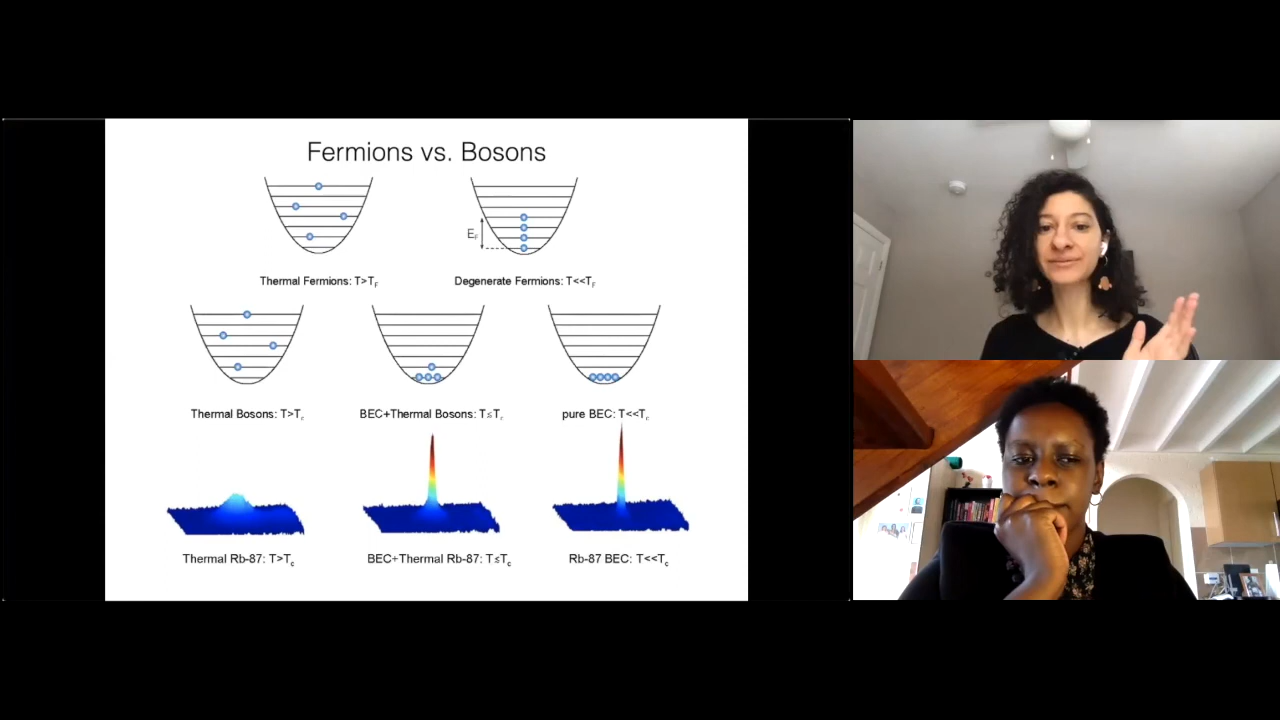 Fermions vs. Bosons
E_F
Thermal Fermions: T>T_F
Degenerate Fermions: T<<T_F
Thermal Bosons: T>T_c
BEC+Thermal Bosons: T≤T_c
pure BEC: T<<T_c
Thermal Rb-87: T>T_c
BEC+Thermal Rb-87: T≤T_c
Rb-87 BEC: T<<T_c